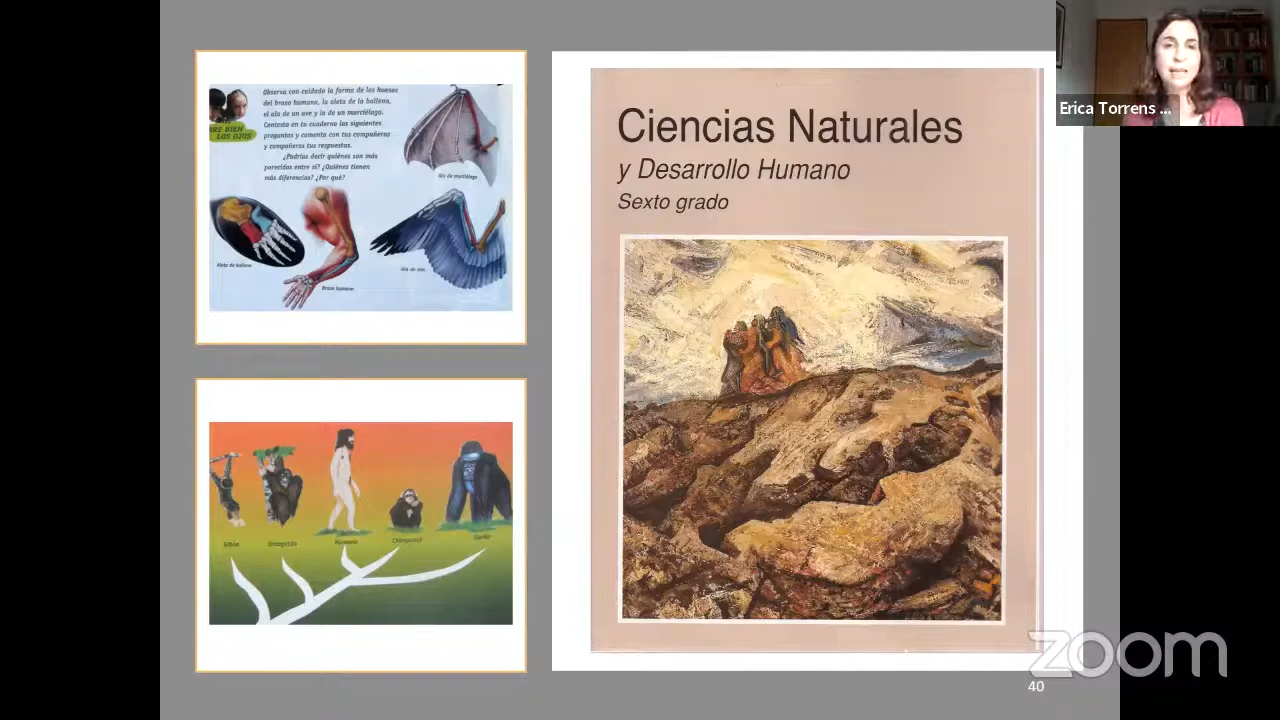 Observa con cuidado la forma de los huesos
del brazo humano, la aleta de la ballena,
el ala de un ave y la de un murciélago.
Contesta en tu cuaderno las siguientes
preguntas y comenta con tus compañeras
y compañeros tus respuestas.
¿Podrías decir quiénes son más
parecidos entre sí? ¿Quiénes tienen
más diferencias? ¿Por qué?
BIEN
LOS OJOS
Ala de murciélago
Aleta de ballena
Brazo humano
Ala de ave
Gibón
Orangután
Humano
Chimpancé
Gorila
Ciencias Naturales
y Desarrollo Humano
Sexto grado
Erica Torrens ...
zoom
40